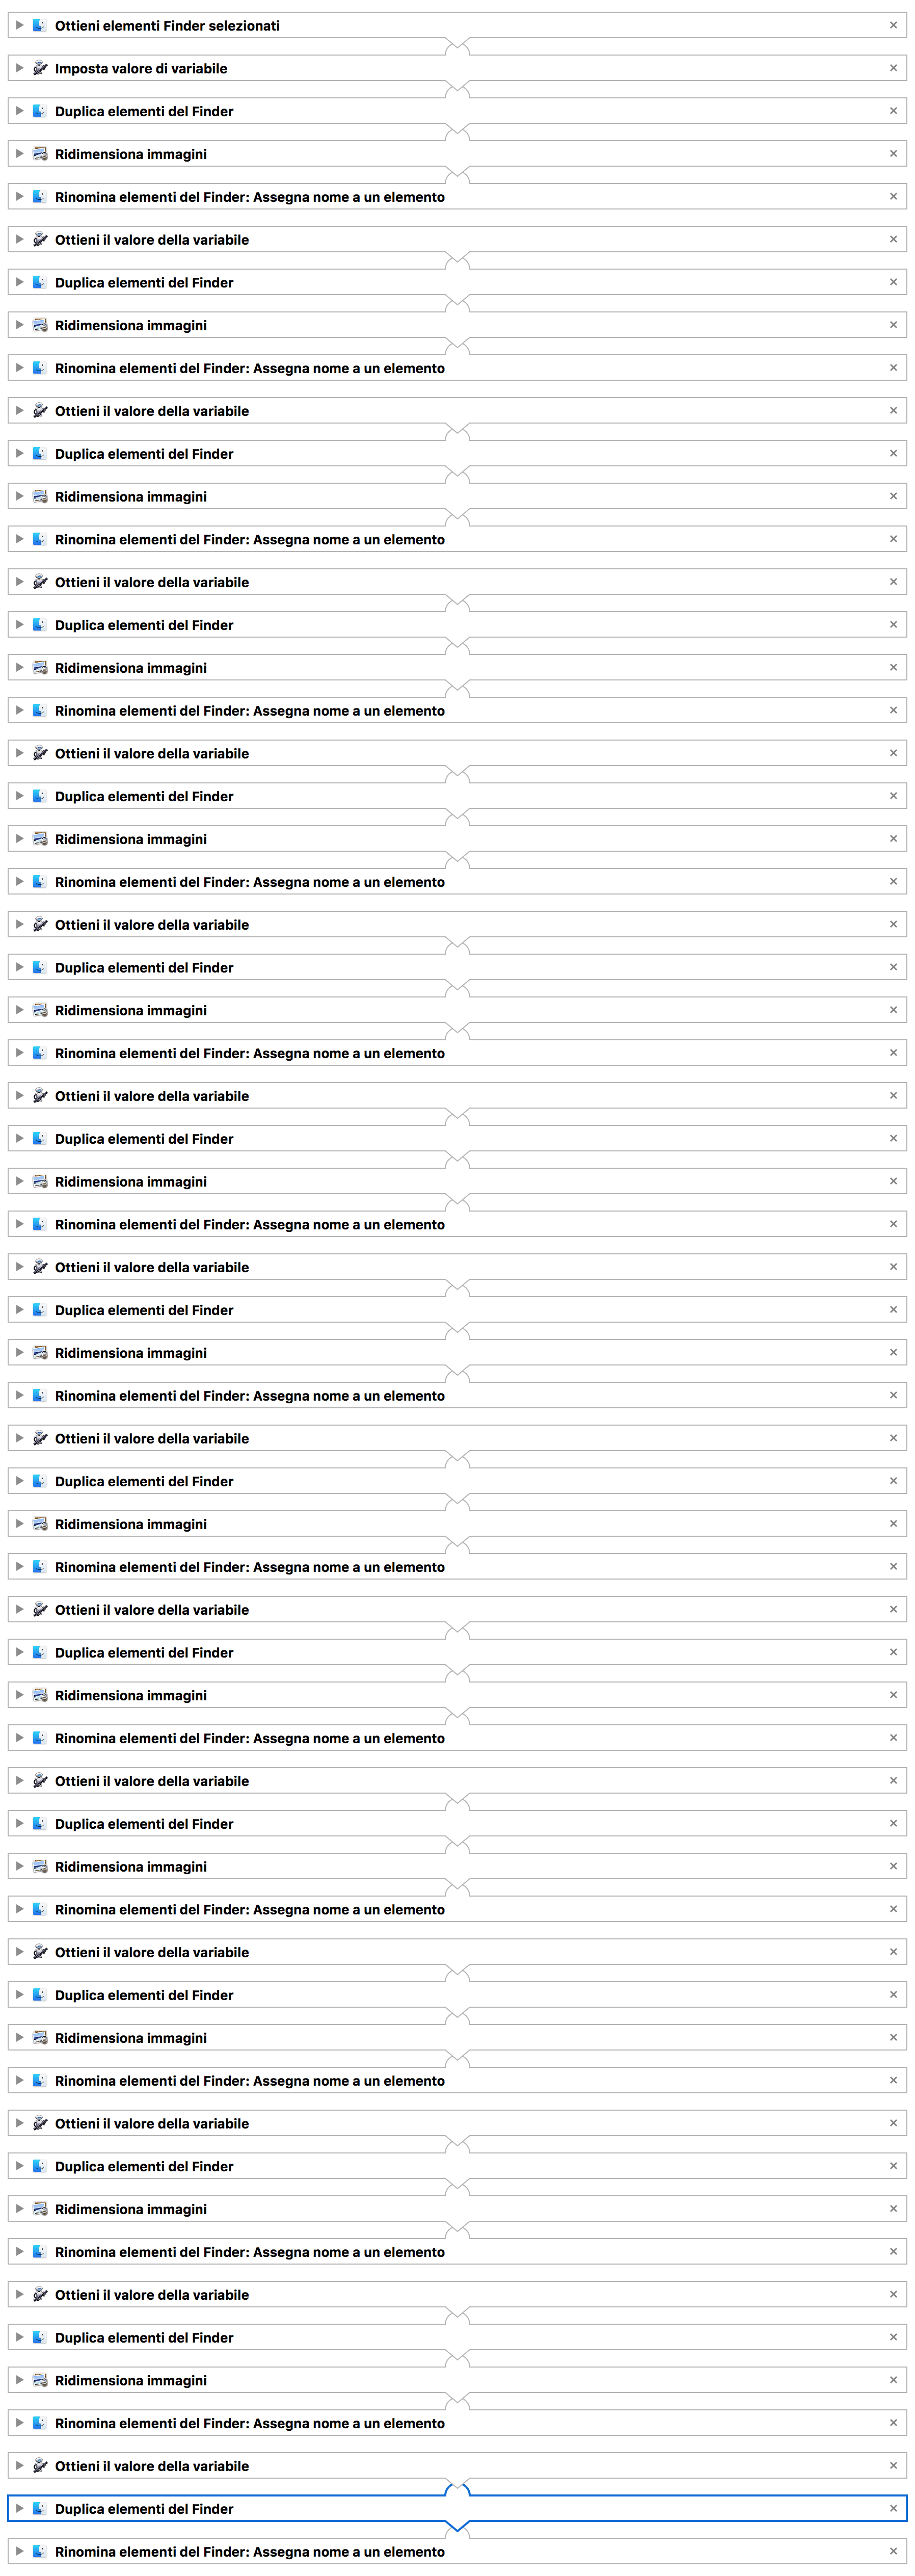 Ottieni elementi Finder selezionati
Imposta valore di variabile
Duplica elementi del Finder
Ridimensiona immagini
Rinomina elementi del Finder: Assegna nome a un elemento
Ottieni il valore della variabile
Duplica elementi del Finder
Ridimensiona immagini
Rinomina elementi del Finder: Assegna nome a un elemento
Ottieni il valore della variabile
Duplica elementi del Finder
Ridimensiona immagini
Rinomina elementi del Finder: Assegna nome a un elemento
Ottieni il valore della variabile
Duplica elementi del Finder
Ridimensiona immagini
Rinomina elementi del Finder: Assegna nome a un elemento
Ottieni il valore della variabile
Duplica elementi del Finder
Ridimensiona immagini
Rinomina elementi del Finder: Assegna nome a un elemento
Ottieni il valore della variabile
Duplica elementi del Finder
Ridimensiona immagini
Rinomina elementi del Finder: Assegna nome a un elemento
Ottieni il valore della variabile
Duplica elementi del Finder
Ridimensiona immagini
Rinomina elementi del Finder: Assegna nome a un elemento
Ottieni il valore della variabile
Duplica elementi del Finder
Ridimensiona immagini
Rinomina elementi del Finder: Assegna nome a un elemento
Ottieni il valore della variabile
Duplica elementi del Finder
Ridimensiona immagini
Rinomina elementi del Finder: Assegna nome a un elemento
Ottieni il valore della variabile
Duplica elementi del Finder
Ridimensiona immagini
Rinomina elementi del Finder: Assegna nome a un elemento
Ottieni il valore della variabile
Duplica elementi del Finder
Ridimensiona immagini
Rinomina elementi del Finder: Assegna nome a un elemento
Ottieni il valore della variabile
Duplica elementi del Finder
Ridimensiona immagini
Rinomina elementi del Finder: Assegna nome a un elemento
Ottieni il valore della variabile
Duplica elementi del Finder
Ridimensiona immagini
Rinomina elementi del Finder: Assegna nome a un elemento
Ottieni il valore della variabile
Duplica elementi del Finder
Ridimensiona immagini
Rinomina elementi del Finder: Assegna nome a un elemento
Ottieni il valore della variabile
Duplica elementi del Finder
Rinomina elementi del Finder: Assegna nome a un elemento